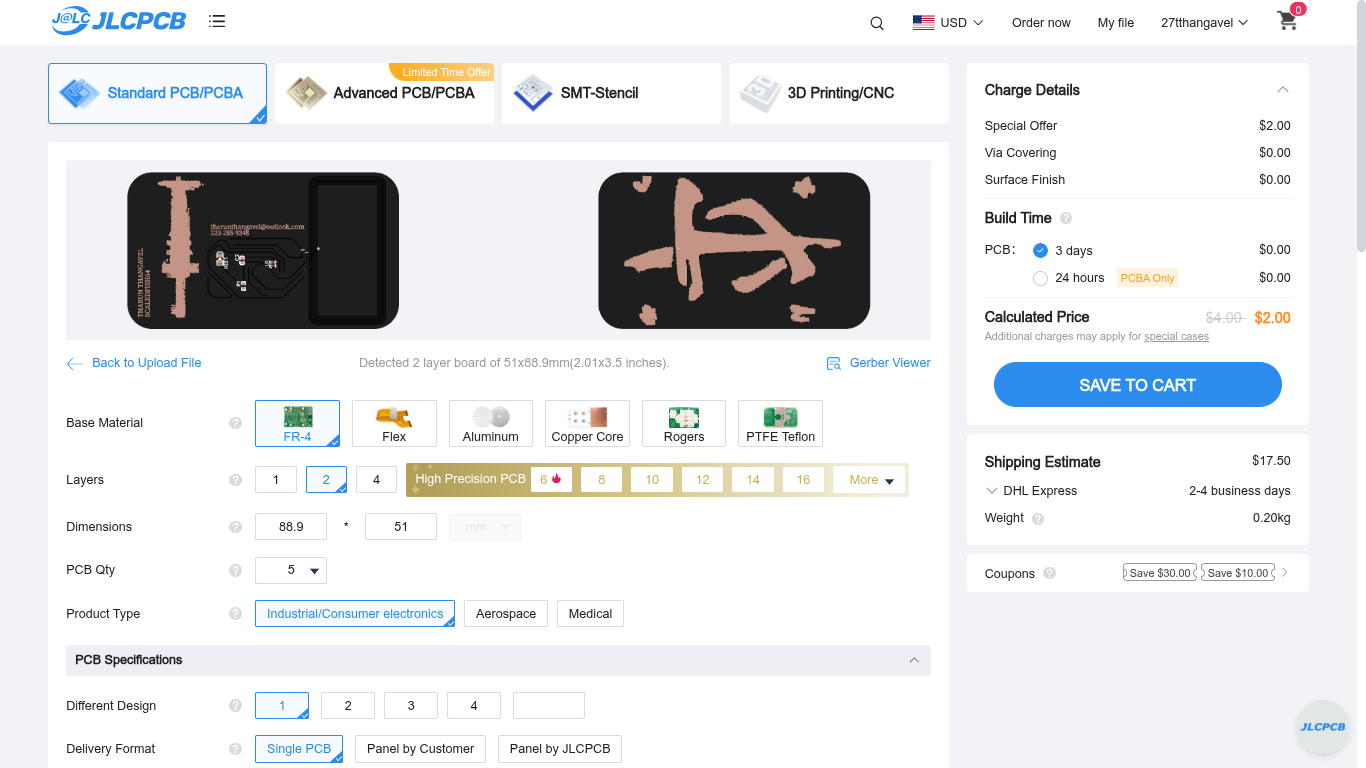 J@LC JLCPCB
USD
Order now
My file
27tthangavel
0
Standard PCB/PCBA
Limited Time Offer
Advanced PCB/PCBA
SMT-Stencil
3D Printing/CNC
tharunthangavel@outlook.com
223-285-9348
THARUN THANGAVEL
SCALEDFISH64
Back to Upload File
Detected 2 layer board of 51x88.9mm(2.01x3.5 inches).
Gerber Viewer
Base Material ?
FR-4
Flex
Aluminum
Copper Core
Rogers
PTFE Teflon
Layers ?
1
2
4
High Precision PCB
6
8
10
12
14
16
More
Dimensions ?
88.9 * 51 mm
PCB Qty ?
5
Product Type ?
Industrial/Consumer electronics
Aerospace
Medical
PCB Specifications
Different Design ?
1
2
3
4
Delivery Format ?
Single PCB
Panel by Customer
Panel by JLCPCB
Charge Details
Special Offer $2.00
Via Covering $0.00
Surface Finish $0.00
Build Time ?
PCB: 3 days $0.00
24 hours PCBA Only $0.00
Calculated Price $4.00 $2.00
Additional charges may apply for special cases
SAVE TO CART
Shipping Estimate $17.50
DHL Express 2-4 business days
Weight ? 0.20kg
Coupons ? Save $30.00 Save $10.00
JLCPCB